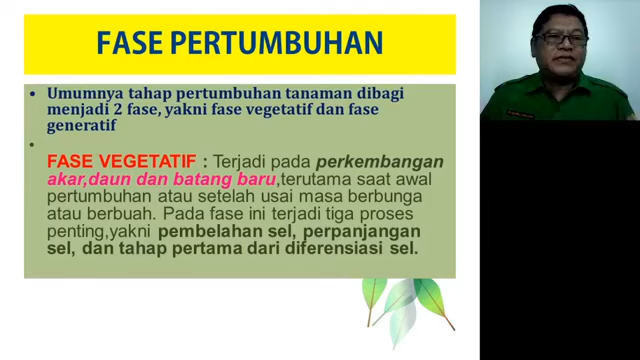 FASE PERTUMBUHAN
• Umumnya tahap pertumbuhan tanaman dibagi
menjadi 2 fase, yakni fase vegetatif dan fase
generatif
•
FASE VEGETATIF : Terjadi pada perkembangan
akar,daun dan batang baru,terutama saat awal
pertumbuhan atau setelah usai masa berbunga
atau berbuah. Pada fase ini terjadi tiga proses
penting,yakni pembelahan sel, perpanjangan
sel, dan tahap pertama dari diferensiasi sel.